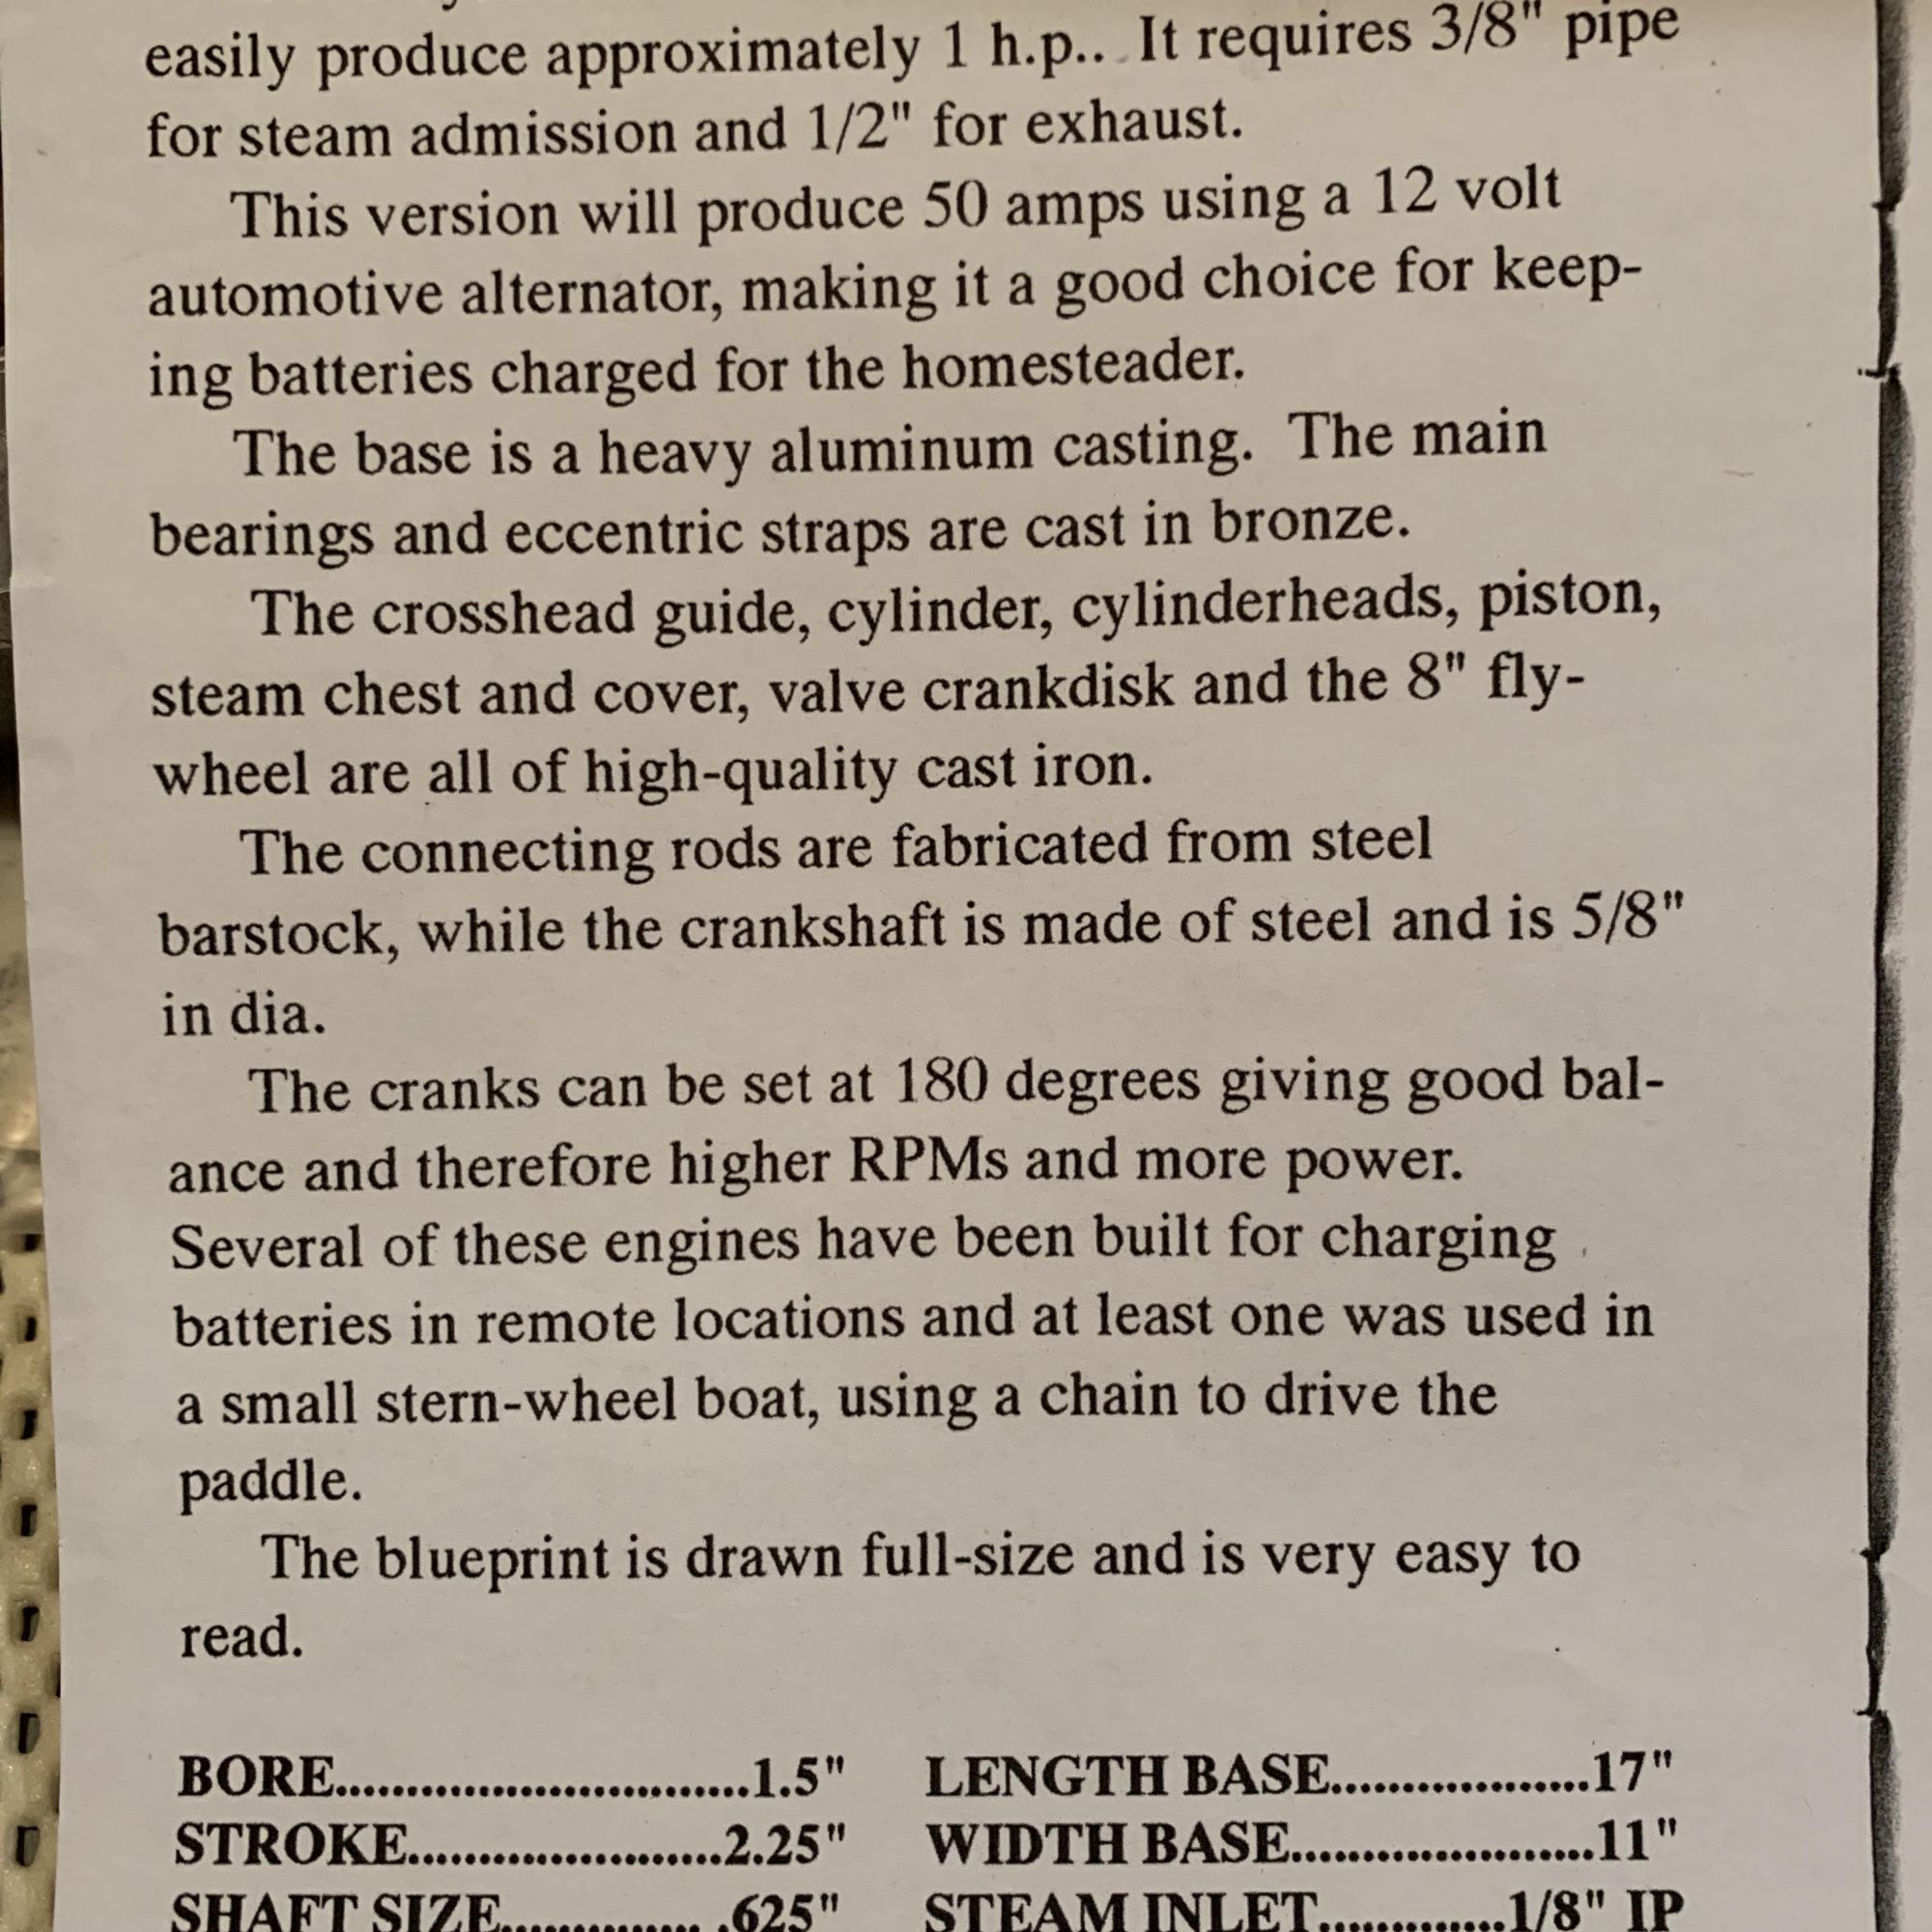 easily produce approximately 1 h.p.. It requires 3/8" pipe
for steam admission and 1/2" for exhaust.
This version will produce 50 amps using a 12 volt
automotive alternator, making it a good choice for keep-
ing batteries charged for the homesteader.
The base is a heavy aluminum casting. The main
bearings and eccentric straps are cast in bronze.
The crosshead guide, cylinder, cylinderheads, piston,
steam chest and cover, valve crankdisk and the 8" fly-
wheel are all of high-quality cast iron.
The connecting rods are fabricated from steel
barstock, while the crankshaft is made of steel and is 5/8"
in dia.
The cranks can be set at 180 degrees giving good bal-
ance and therefore higher RPMs and more power.
Several of these engines have been built for charging
batteries in remote locations and at least one was used in
a small stern-wheel boat, using a chain to drive the
paddle.
The blueprint is drawn full-size and is very easy to
read.
BORE..............................1.5" LENGTH BASE...................17"
STROKE.......................2.25" WIDTH BASE......................11"
SHAFT SIZE............... .625" STEAM INLET.............1/8" IP